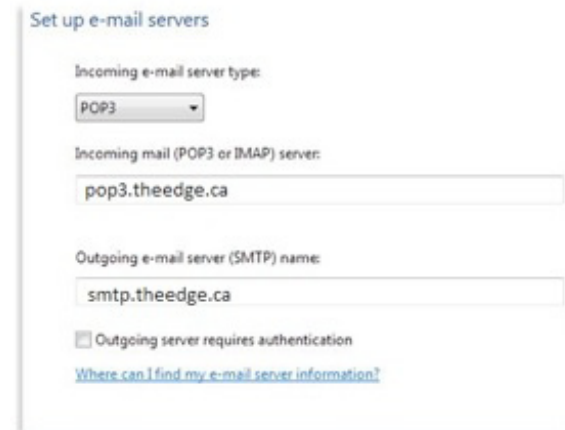 Set up e-mail servers
Incoming e-mail server type:
POP3
Incoming mail (POP3 or IMAP) server:
pop3.theedge.ca
Outgoing e-mail server (SMTP) name:
smtp.theedge.ca
Outgoing server requires authentication
Where can I find my e-mail server information?